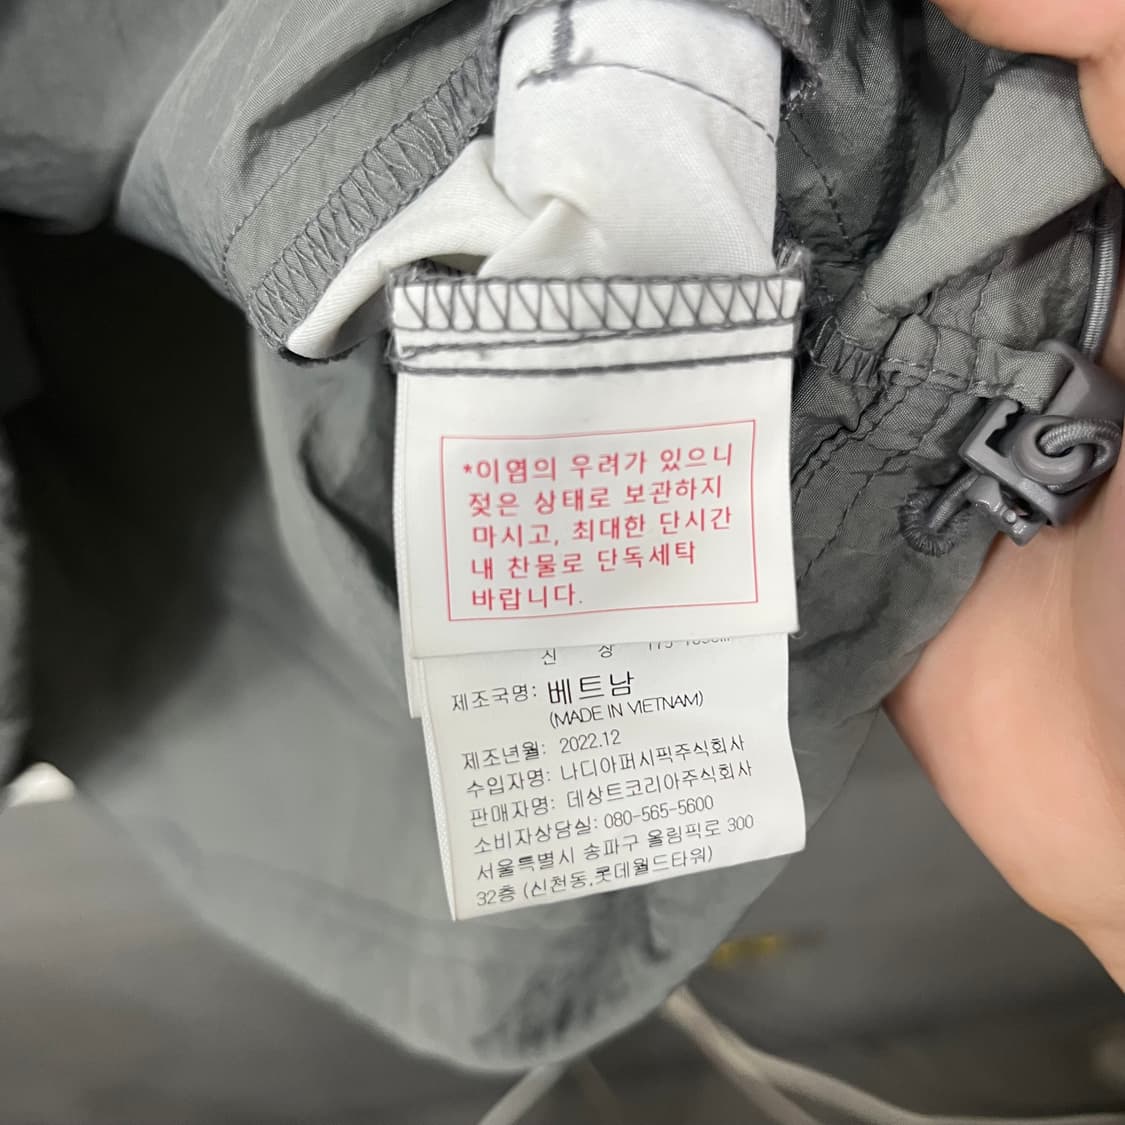 *이염의 우려가 있으니
젖은 상태로 보관하지
마시고, 최대한 단시간
내 찬물로 단독세탁
바랍니다.
신 장
제조국명: 베트남
(MADE IN VIETNAM)
제조년월: 2022.12
수입자명: 나디아퍼시픽주식회사
판매자명: 데상트코리아주식회사
소비자상담실: 080-565-5600
서울특별시 송파구 올림픽로 300
32층 (신천동,롯데월드타워)